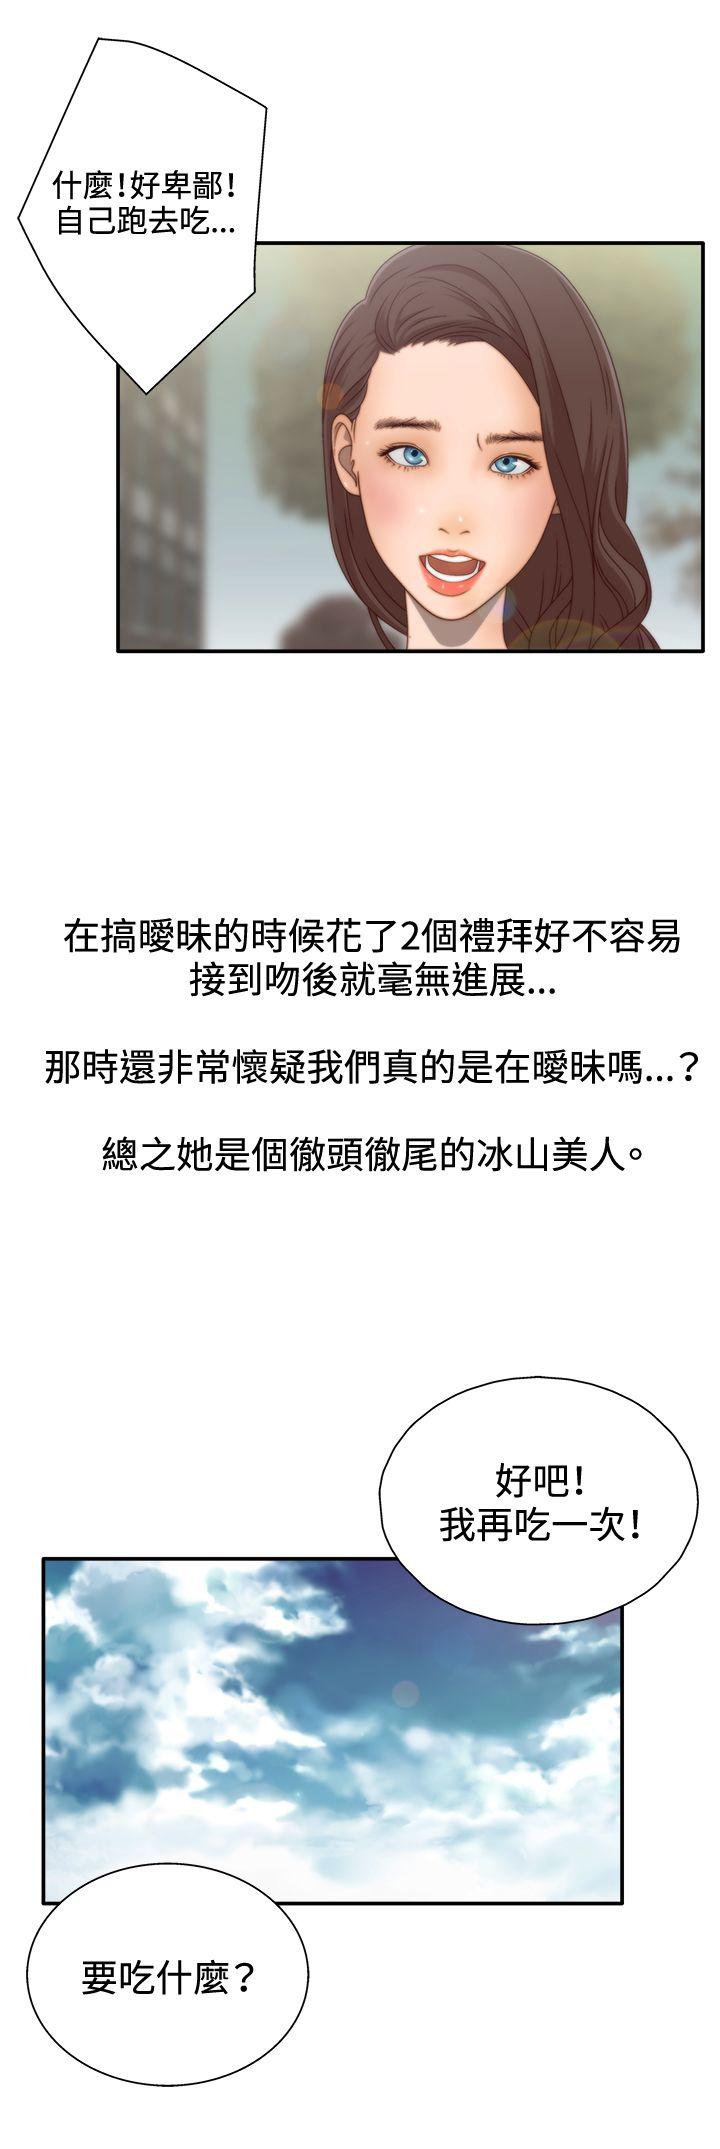 什麼!好卑鄙!
自己跑去吃...
在搞曖昧的時候花了2個禮拜好不容易
接到吻後就毫無進展...
那時還非常懷疑我們真的是在曖昧嗎...?
總之她是個徹頭徹尾的冰山美人。
好吧!
我再吃一次!
要吃什麼?